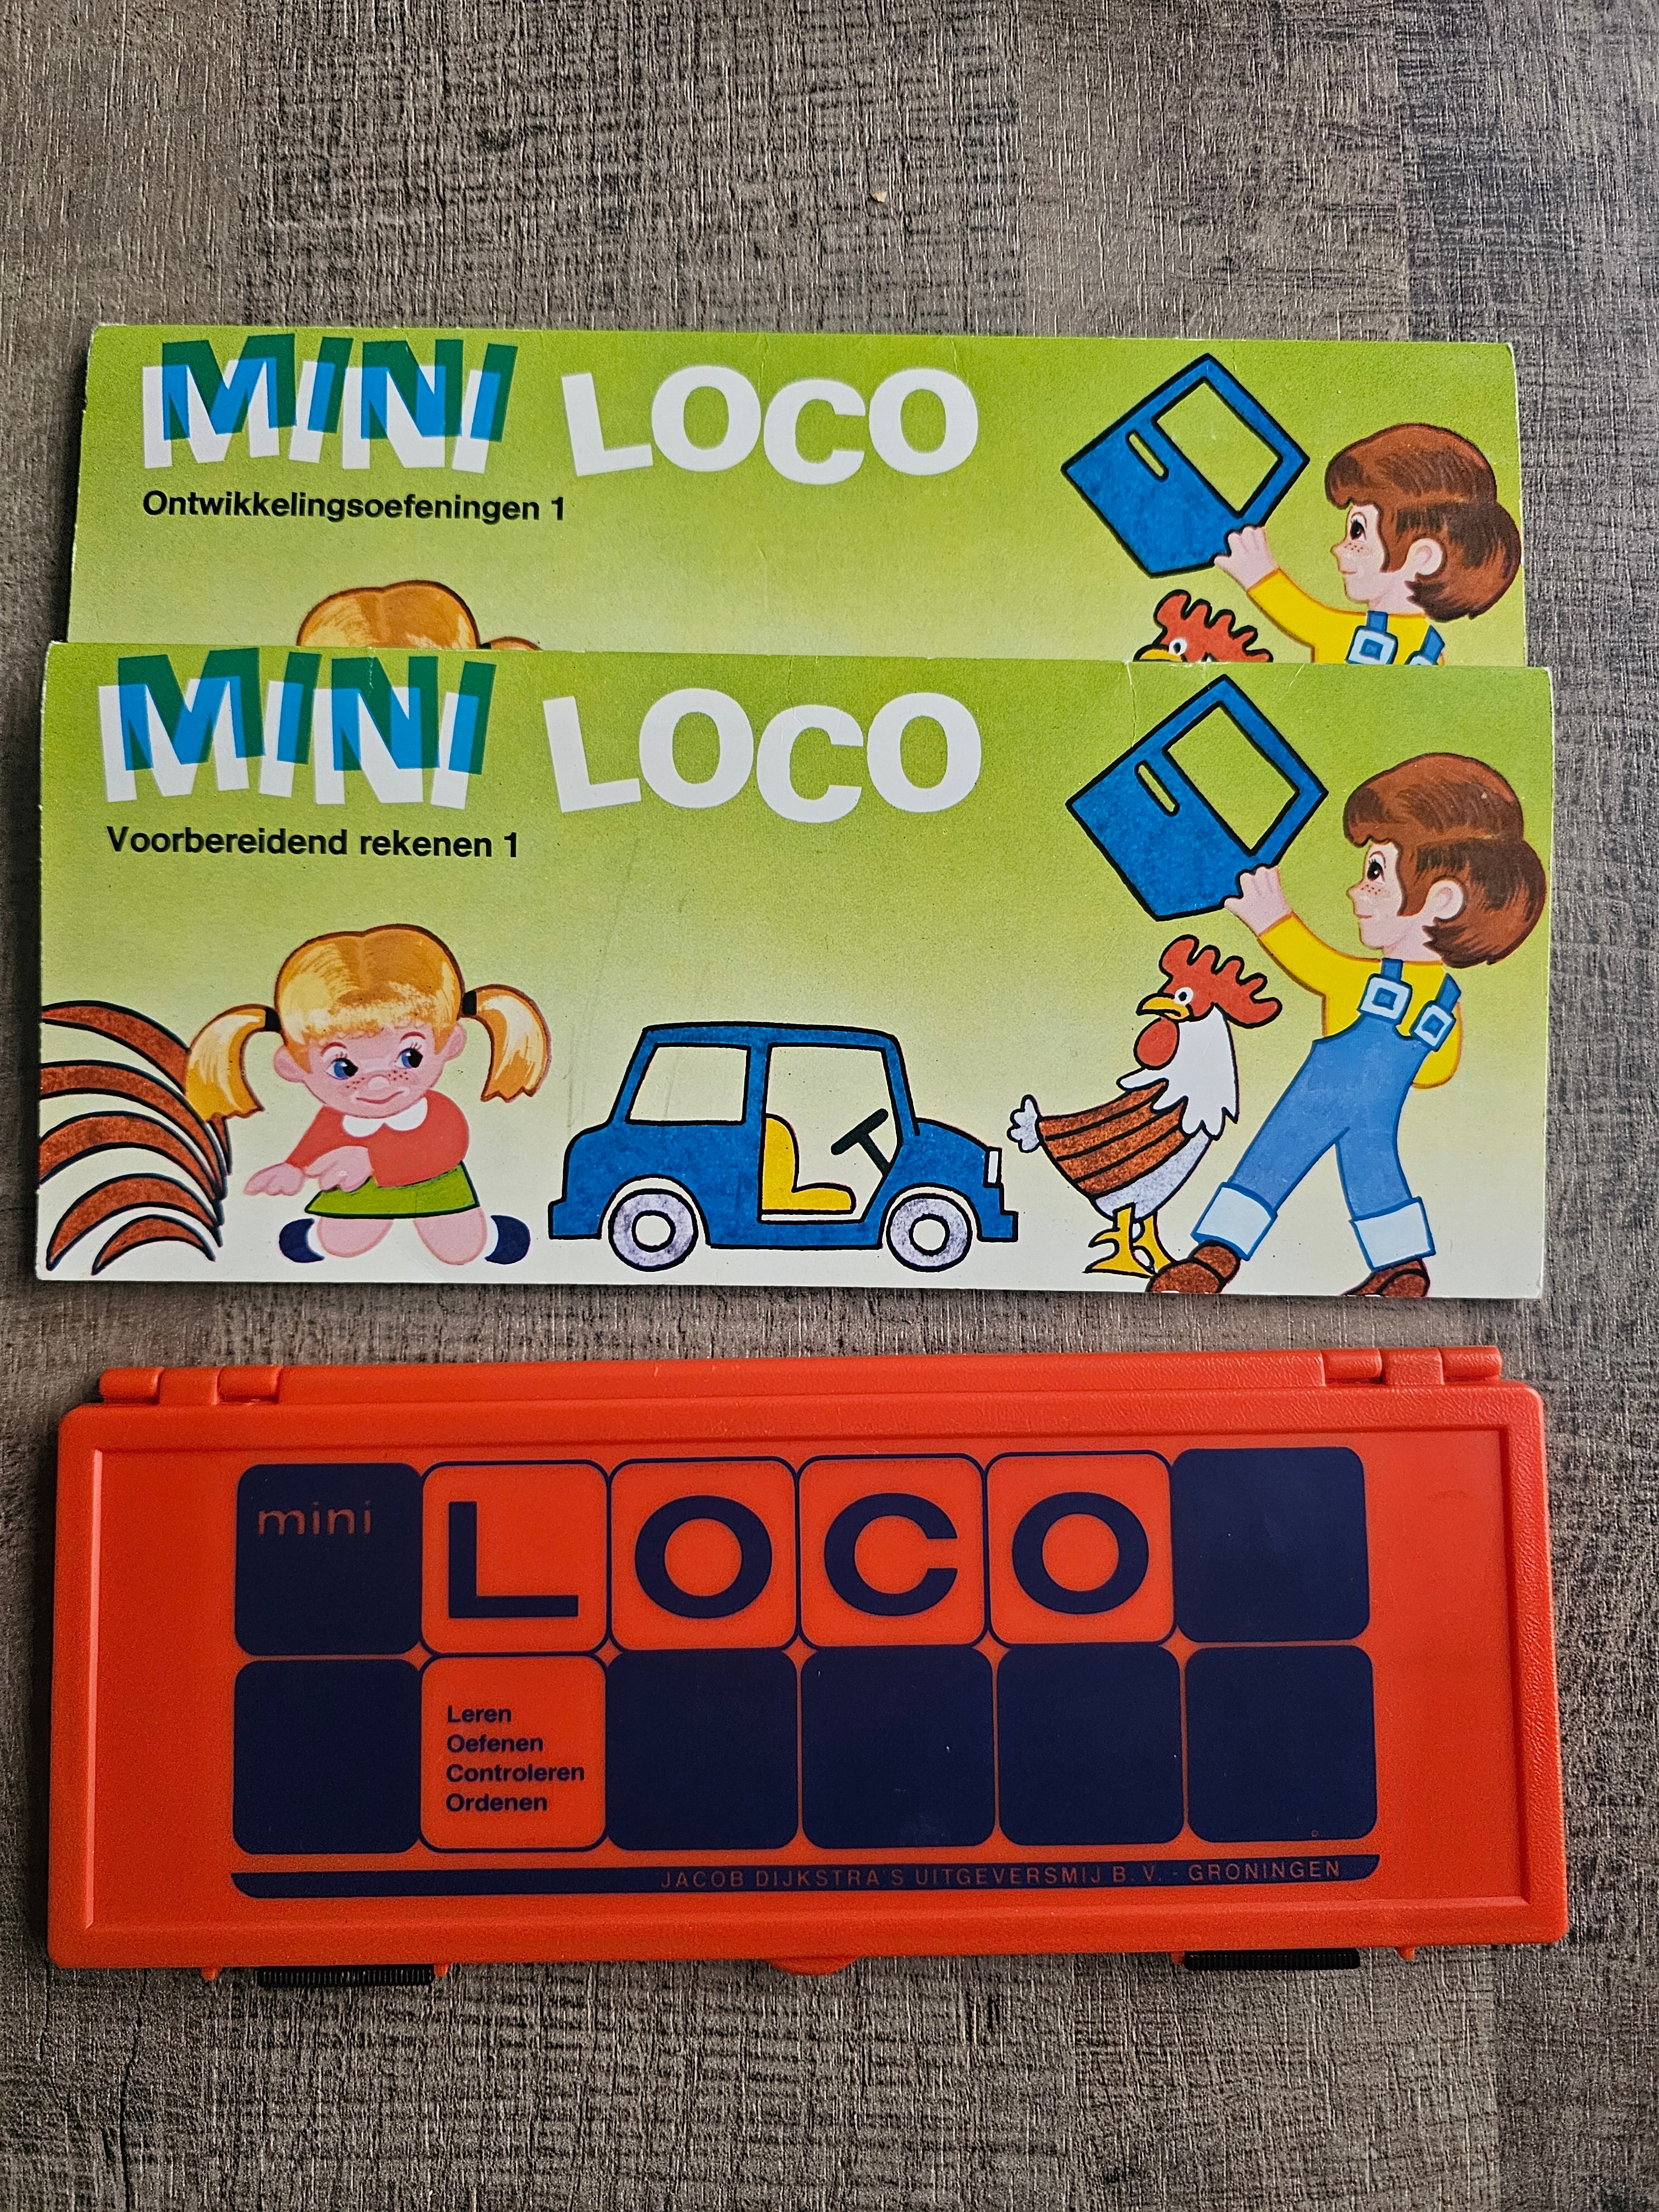 MINI LOCO
Ontwikkelingsoefeningen 1
MINI LOCO
Voorbereidend rekenen 1
mini LOCO
Leren
Oefenen
Controleren
Ordenen
JACOB DIJKSTRA'S UITGEVERSMIJ B.V. - GRONINGEN